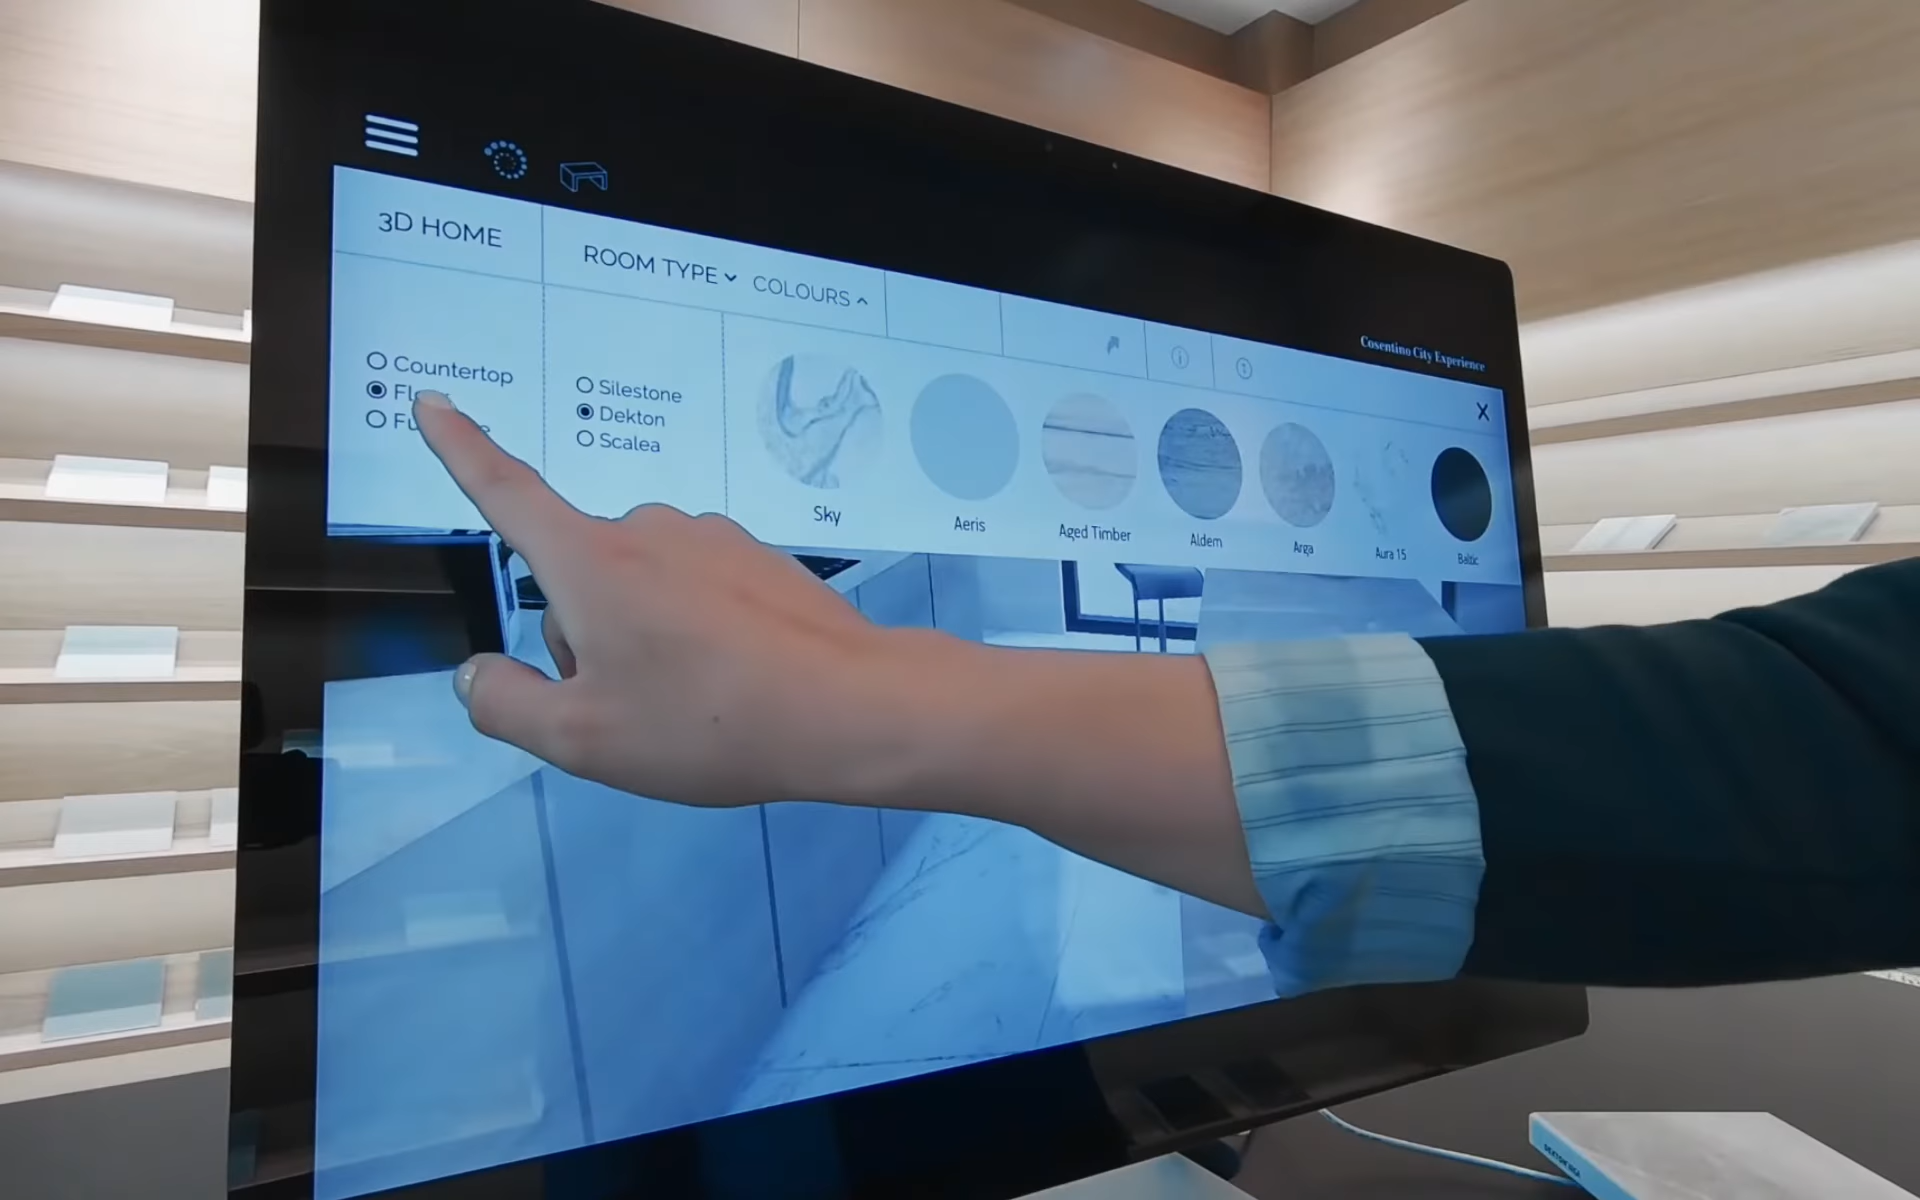 3D HOME
ROOM TYPE
COLOURS
Cosentino City Experience
X
Countertop
Silestone
Dekton
Scalea
Sky
Aeris
Aged Timber
Aldem
Arga
Aura 15
Baltic